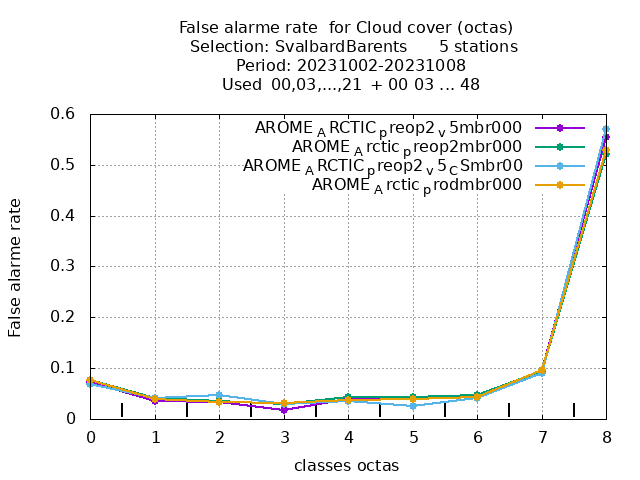 False alarme rate for Cloud cover (octas)
Selection: SvalbardBarents 5 stations
Period: 20231002-20231008
Used 00,03,...,21 + 00 03 ... 48
AROME_ARCTIC_preop2_v5mbr000
AROME_Arctic_preop2mbr000
AROME_ARCTIC_preop2_v5_CSmbr00
AROME_Arctic_prodmbr000
False alarme rate
0.6
0.5
0.4
0.3
0.2
0.1
0
0 1 2 3 4 5 6 7 8
classes octas